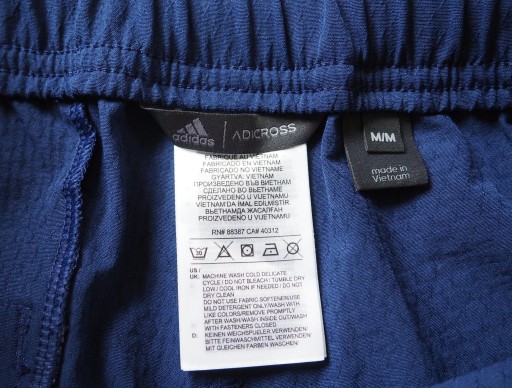 adidas
ADICROSS
M/M
made in
Vietnam
FABRIQUE AU VIETNAM
FABRICADO EN VIETNAM
FABRICADO NO VIETNAM
GYÁRTVA: VIETNAM
ПРОИЗВЕДЕНО ВЪВ ВИЕТНАМ
СДЕЛАНО ВО ВЬЕТНАМЕ
PROIZVEDENO U VIJETNAMU
VIETNAM'DA İMAL EDİLMİŞTİR
ВЬЕТНАМДА ЖАСАЛҒАН
PROIZVEDENO U VIJETNAMU
RN# 88387 CA# 40312
30
US /
UK: MACHINE WASH COLD DELICATE
CYCLE / DO NOT BLEACH / TUMBLE DRY
LOW / COOL IRON IF NEEDED / DO NOT
DRY CLEAN
DO NOT USE FABRIC SOFTENER/USE
MILD DETERGENT ONLY/WASH WITH
LIKE COLORS/REMOVE PROMPTLY
AFTER WASH/WASH INSIDE OUT/WASH
WITH FASTENERS CLOSED
D: KEINEN WEICHSPUELER VERWENDEN/
BITTE FEINWASCHMITTEL VERWENDEN/
MIT GLEICHEN FARBEN WASCHEN/